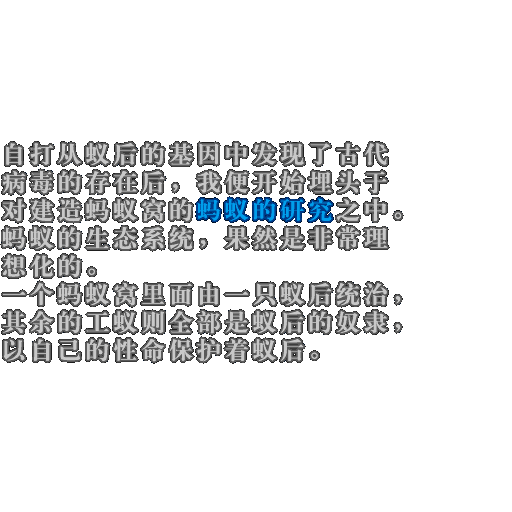 自打从蚁后的基因中发现了古代
病毒的存在后，我便开始埋头于
对建造蚂蚁窝的蚂蚁的研究之中。
蚂蚁的生态系统，果然是非常理
想化的。
一个蚂蚁窝里面由一只蚁后统治，
其余的工蚁则全部是蚁后的奴隶，
以自己的性命保护着蚁后。